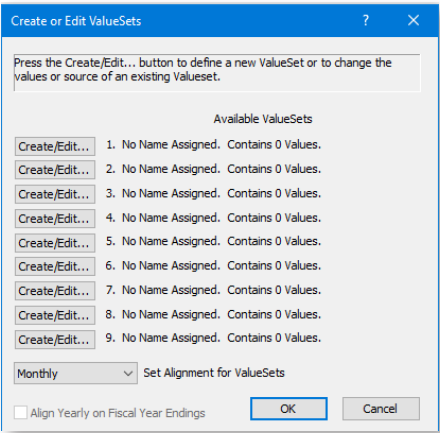 Create or Edit ValueSets ? ×
Press the Create/Edit... button to define a new ValueSet or to change the
values or source of an existing Valueset.
Available ValueSets
Create/Edit... 1. No Name Assigned. Contains 0 Values.
Create/Edit... 2. No Name Assigned. Contains 0 Values.
Create/Edit... 3. No Name Assigned. Contains 0 Values.
Create/Edit... 4. No Name Assigned. Contains 0 Values.
Create/Edit... 5. No Name Assigned. Contains 0 Values.
Create/Edit... 6. No Name Assigned. Contains 0 Values.
Create/Edit... 7. No Name Assigned. Contains 0 Values.
Create/Edit... 8. No Name Assigned. Contains 0 Values.
Create/Edit... 9. No Name Assigned. Contains 0 Values.
Monthly Set Alignment for ValueSets
Align Yearly on Fiscal Year Endings OK Cancel